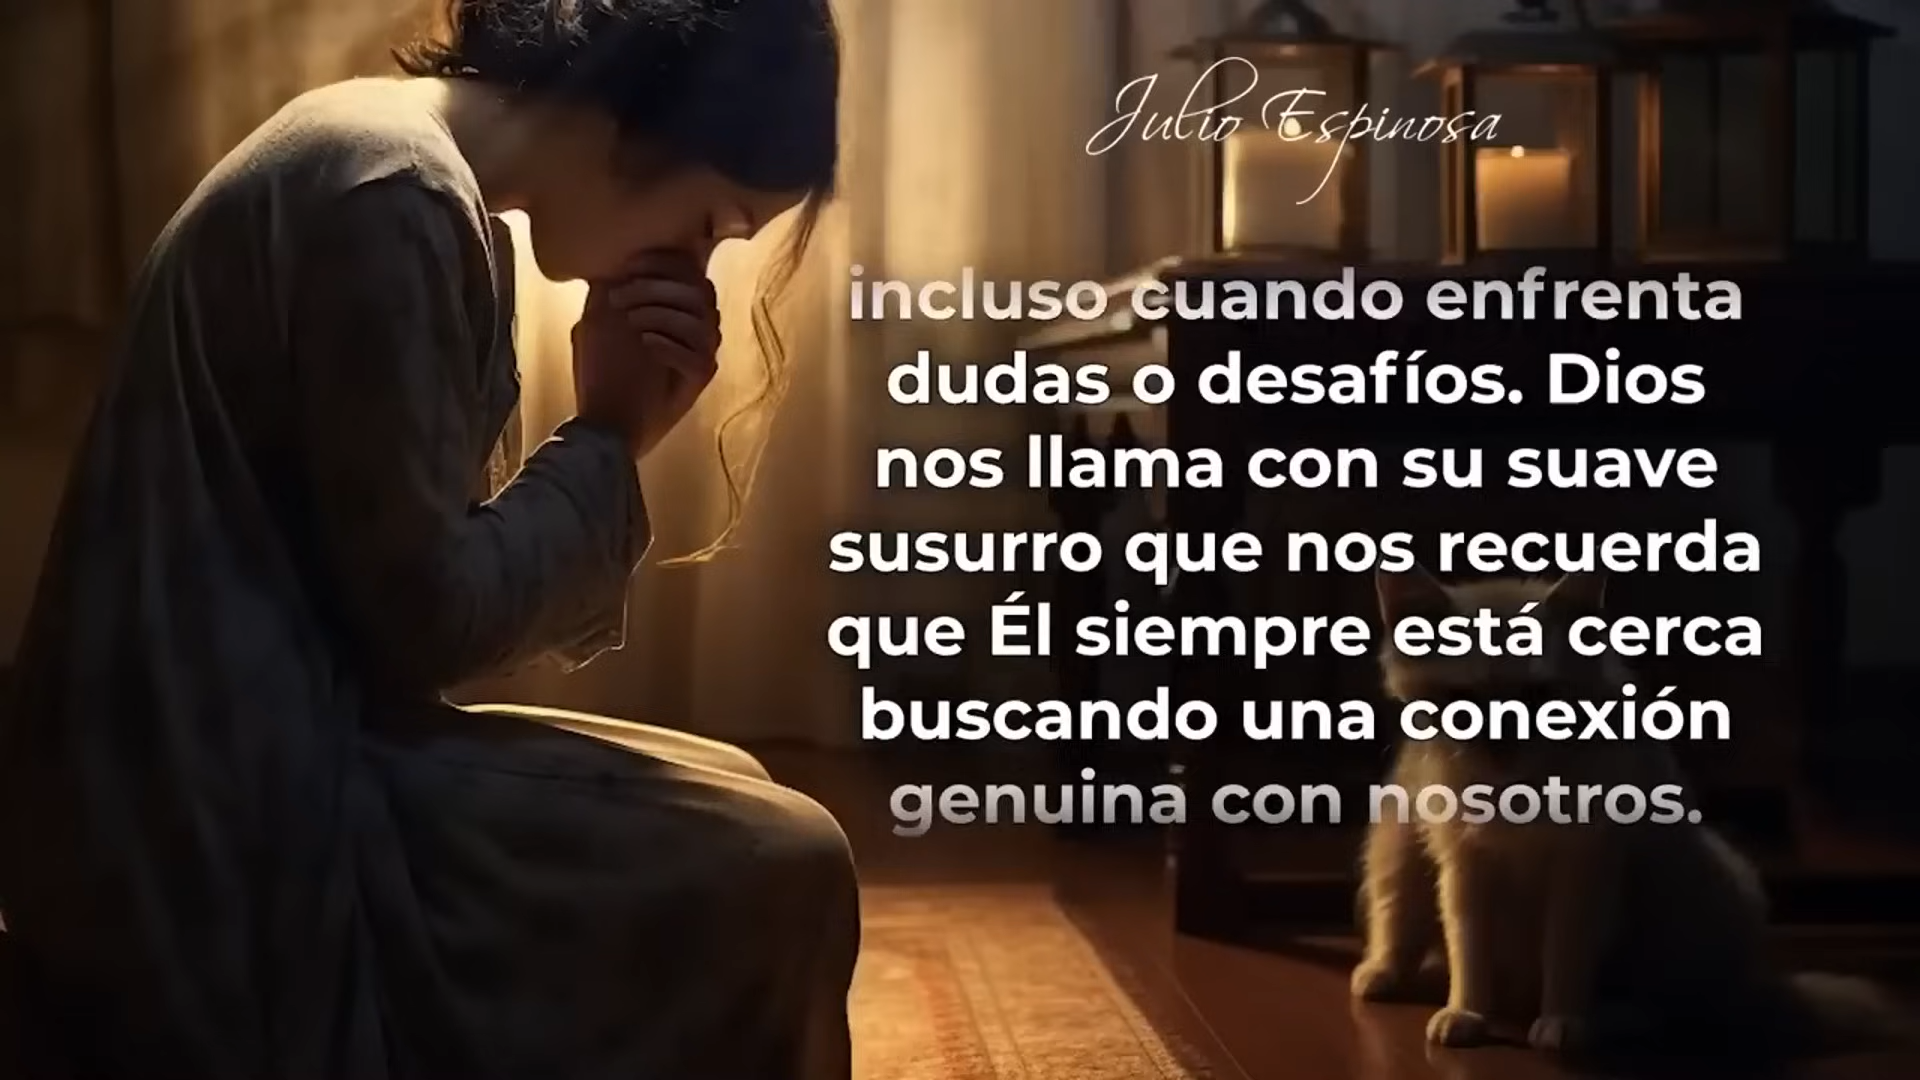 Julio Espinosa
incluso cuando enfrenta
dudas o desafíos. Dios
nos llama con su suave
susurro que nos recuerda
que Él siempre está cerca
buscando una conexión
genuina con nosotros.